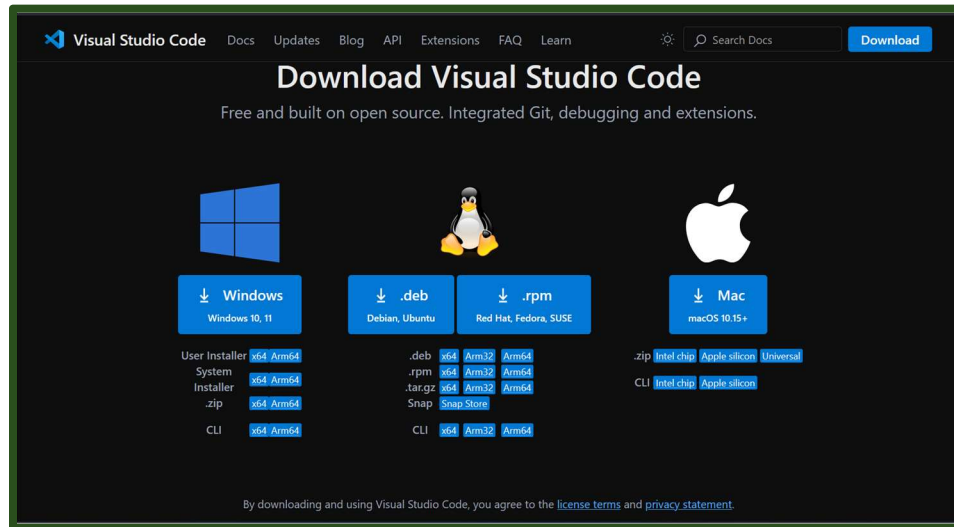 Visual Studio Code Docs Updates Blog API Extensions FAQ Learn Search Docs Download
Download Visual Studio Code
Free and built on open source. Integrated Git, debugging and extensions.
Windows
Windows 10, 11
User Installer x64 Arm64
System
Installer x64 Arm64
.zip x64 Arm64
CLI x64 Arm64
.deb
Debian, Ubuntu
.rpm
Red Hat, Fedora, SUSE
.deb x64 Arm32 Arm64
.rpm x64 Arm32 Arm64
.tar.gz x64 Arm32 Arm64
Snap Snap Store
CLI x64 Arm32 Arm64
Mac
macOS 10.15+
.zip Intel chip Apple silicon Universal
CLI Intel chip Apple silicon
By downloading and using Visual Studio Code, you agree to the license terms and privacy statement.